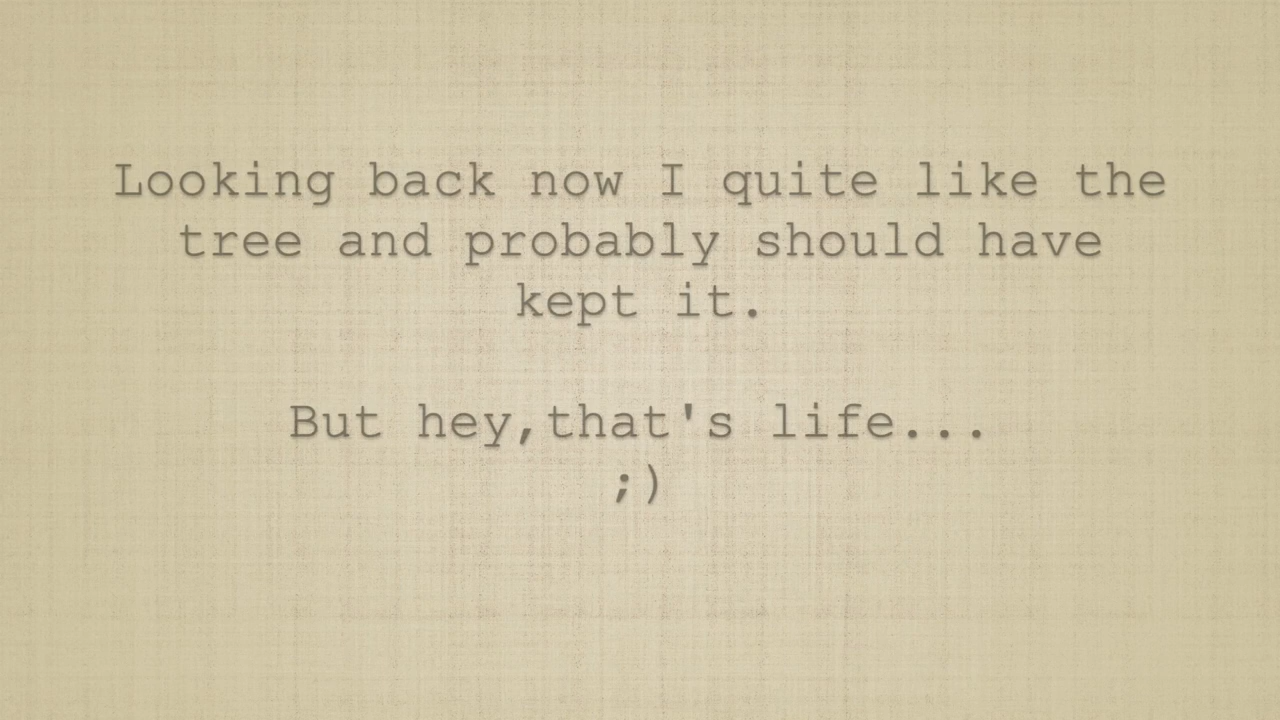 Looking back now I quite like the
tree and probably should have
kept it.
But hey,that's life...
;)